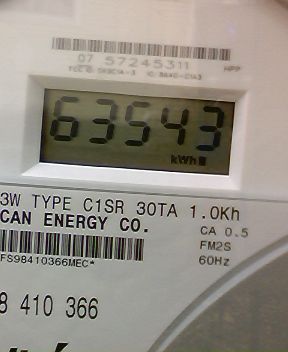 07 57245311 HPP
63543
kWh
3W TYPE C1SR 30TA 1.0Kh
CAN ENERGY CO.
CA 0.5
FM2S
FS98410366MEC*
60Hz
8 410 366